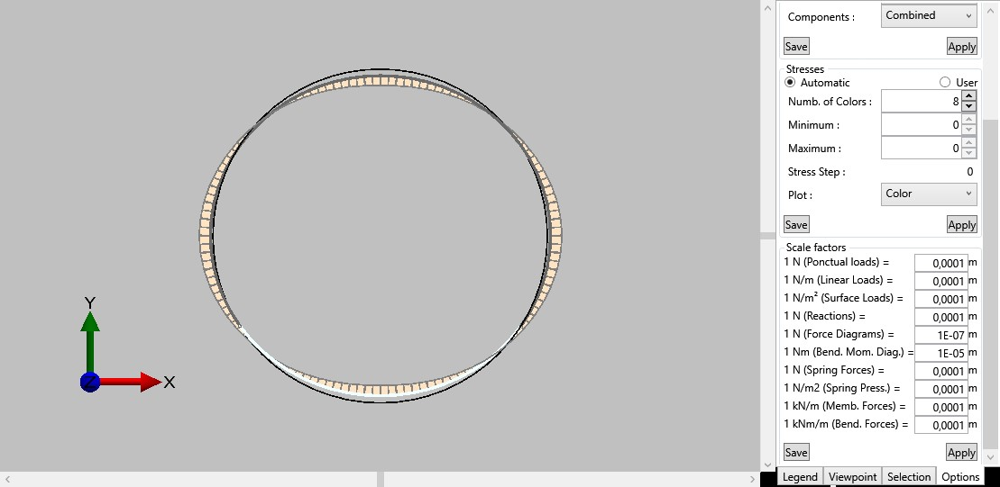 Components : Combined
Save Apply
Stresses
Automatic User
Numb. of Colors : 8
Minimum : 0
Maximum : 0
Stress Step : 0
Plot : Color
Save Apply
Scale factors
1 N (Ponctual loads) = 0,0001 m
1 N/m (Linear Loads) = 0,0001 m
1 N/m² (Surface Loads) = 0,0001 m
1 N (Reactions) = 0,0001 m
1 N (Force Diagrams) = 1E-07 m
1 Nm (Bend. Mom. Diag.) = 1E-05 m
1 N (Spring Forces) = 0,0001 m
1 N/m2 (Spring Press.) = 0,0001 m
1 kN/m (Memb. Forces) = 0,0001 m
1 kNm/m (Bend. Forces) = 0,0001 m
Save Apply
Legend Viewpoint Selection Options
Y
Z X